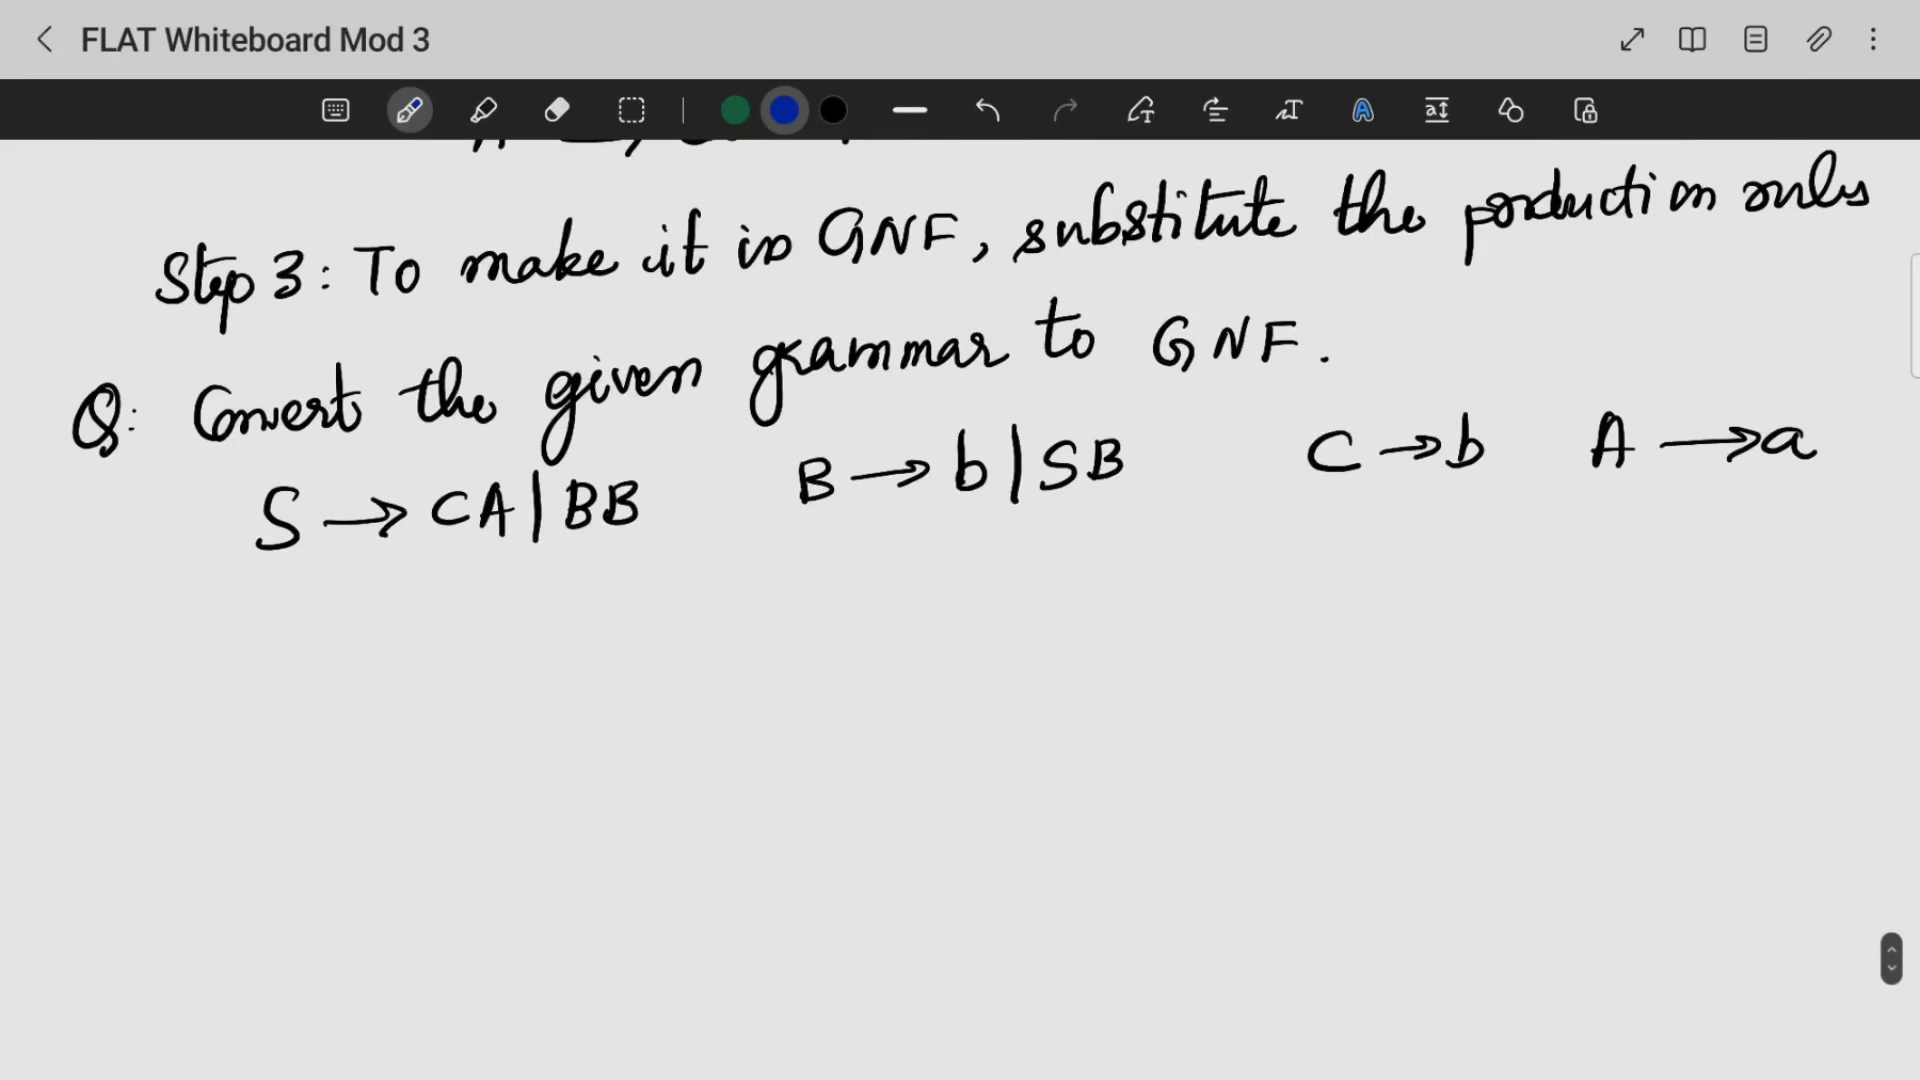 FLAT Whiteboard Mod 3
Step 3: To make it in GNF, substitute the production rules
Q: Convert the given grammar to GNF.
S → CA | BB B → b | SB C → b A → a